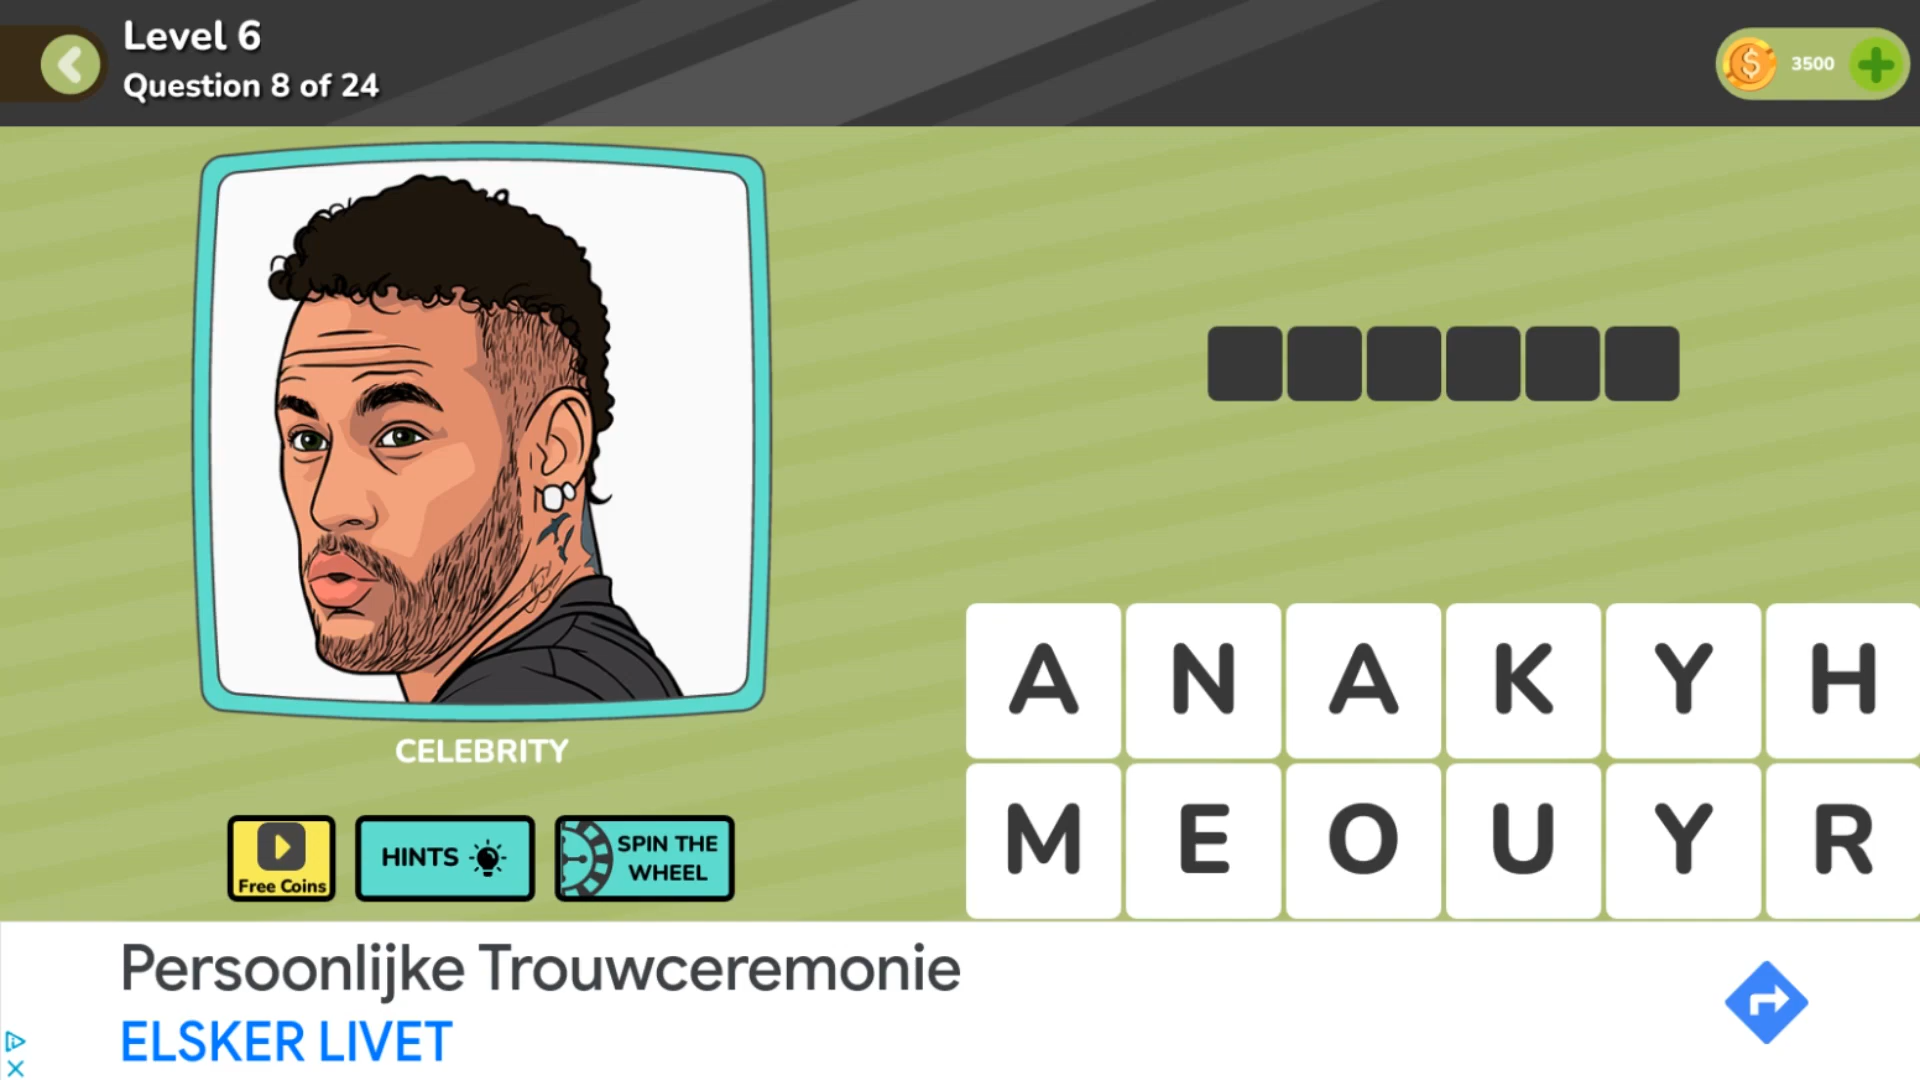 Level 6
Question 8 of 24
3500
CELEBRITY
Free Coins
HINTS
SPIN THE
WHEEL
A N A K Y H
M E O U Y R
Persoonlijke Trouwceremonie
ELSKER LIVET